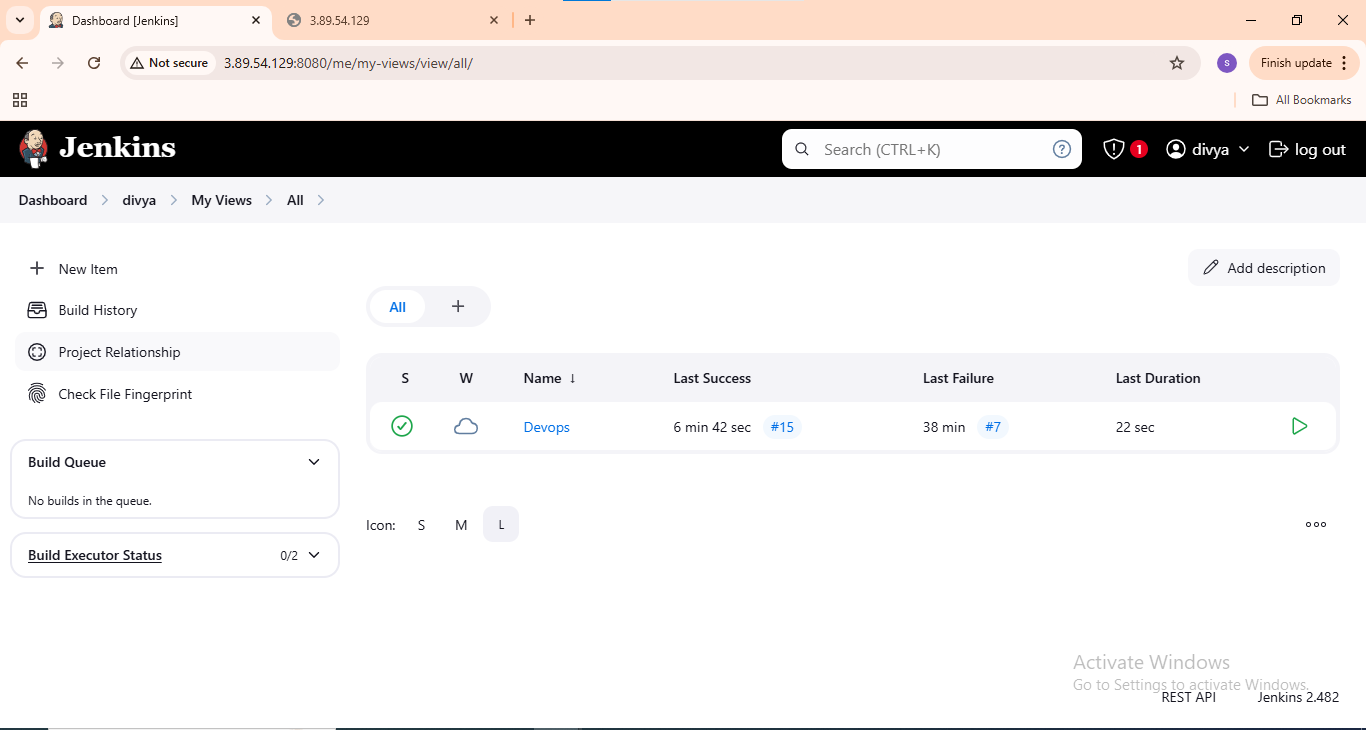 Dashboard [Jenkins]
3.89.54.129
Not secure
3.89.54.129:8080/me/my-views/view/all/
S
Finish update
All Bookmarks
Jenkins
Search (CTRL+K)
?
1
divya
log out
Dashboard
divya
My Views
All
New Item
Add description
Build History
All
Project Relationship
Check File Fingerprint
S W Name ↓ Last Success Last Failure Last Duration
Devops 6 min 42 sec #15 38 min #7 22 sec
Build Queue
No builds in the queue.
Icon: S M L
Build Executor Status 0/2
Activate Windows
Go to Settings to activate Windows.
REST API Jenkins 2.482